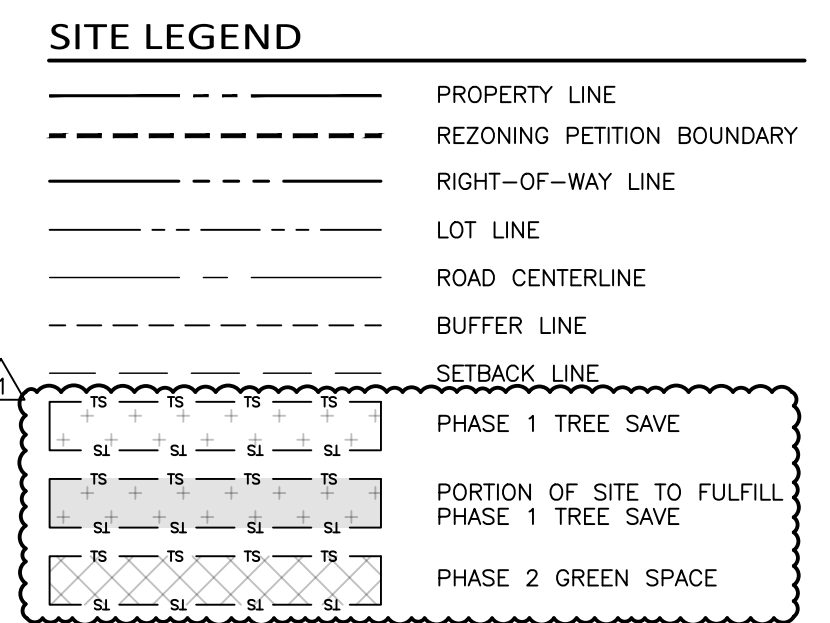 SITE LEGEND
PROPERTY LINE
REZONING PETITION BOUNDARY
RIGHT-OF-WAY LINE
LOT LINE
ROAD CENTERLINE
BUFFER LINE
SETBACK LINE
1
TS TS TS TS
PHASE 1 TREE SAVE
TS TS TS TS
TS TS TS TS
PORTION OF SITE TO FULFILL
PHASE 1 TREE SAVE
TS TS TS TS
TS TS TS TS
PHASE 2 GREEN SPACE
TS TS TS TS